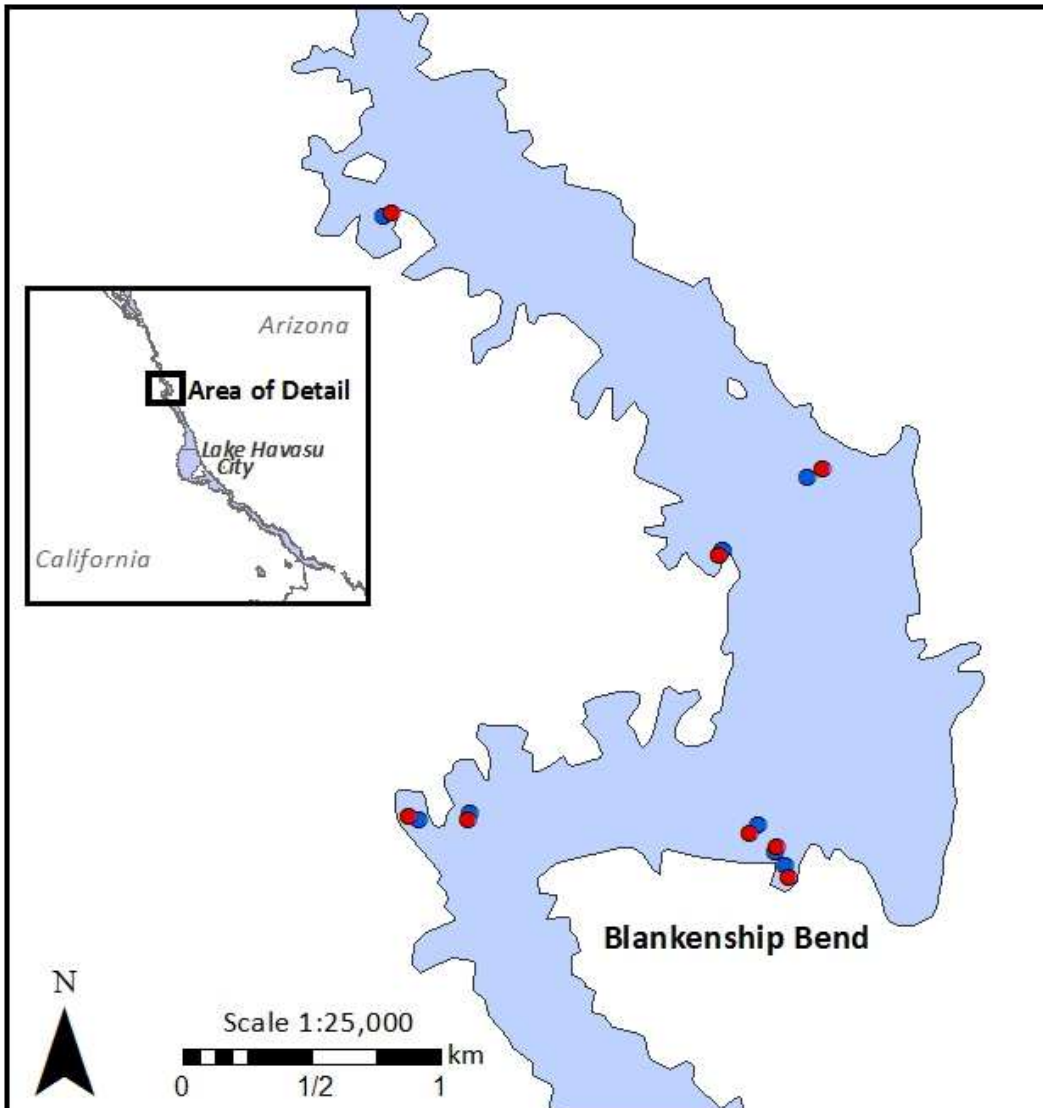 Arizona
Area of Detail
Lake Havasu
City
California
Blankenship Bend
N
Scale 1:25,000
km
0 1/2 1